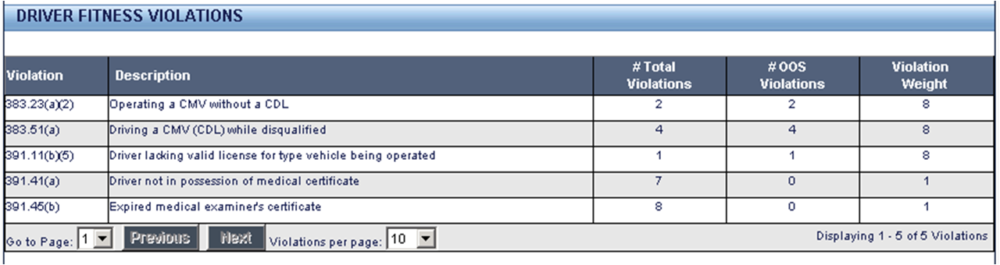 DRIVER FITNESS VIOLATIONS
Violation Description # Total Violations # OOS Violations Violation Weight
383.23(a)(2) Operating a CMV without a CDL 2 2 8
383.51(a) Driving a CMV (CDL) while disqualified 4 4 8
391.11(b)(5) Driver lacking valid license for type vehicle being operated 1 1 8
391.41(a) Driver not in possession of medical certificate 7 0 1
391.45(b) Expired medical examiner's certificate 8 0 1
Go to Page: 1 Previous Next Violations per page: 10 Displaying 1 - 5 of 5 Violations